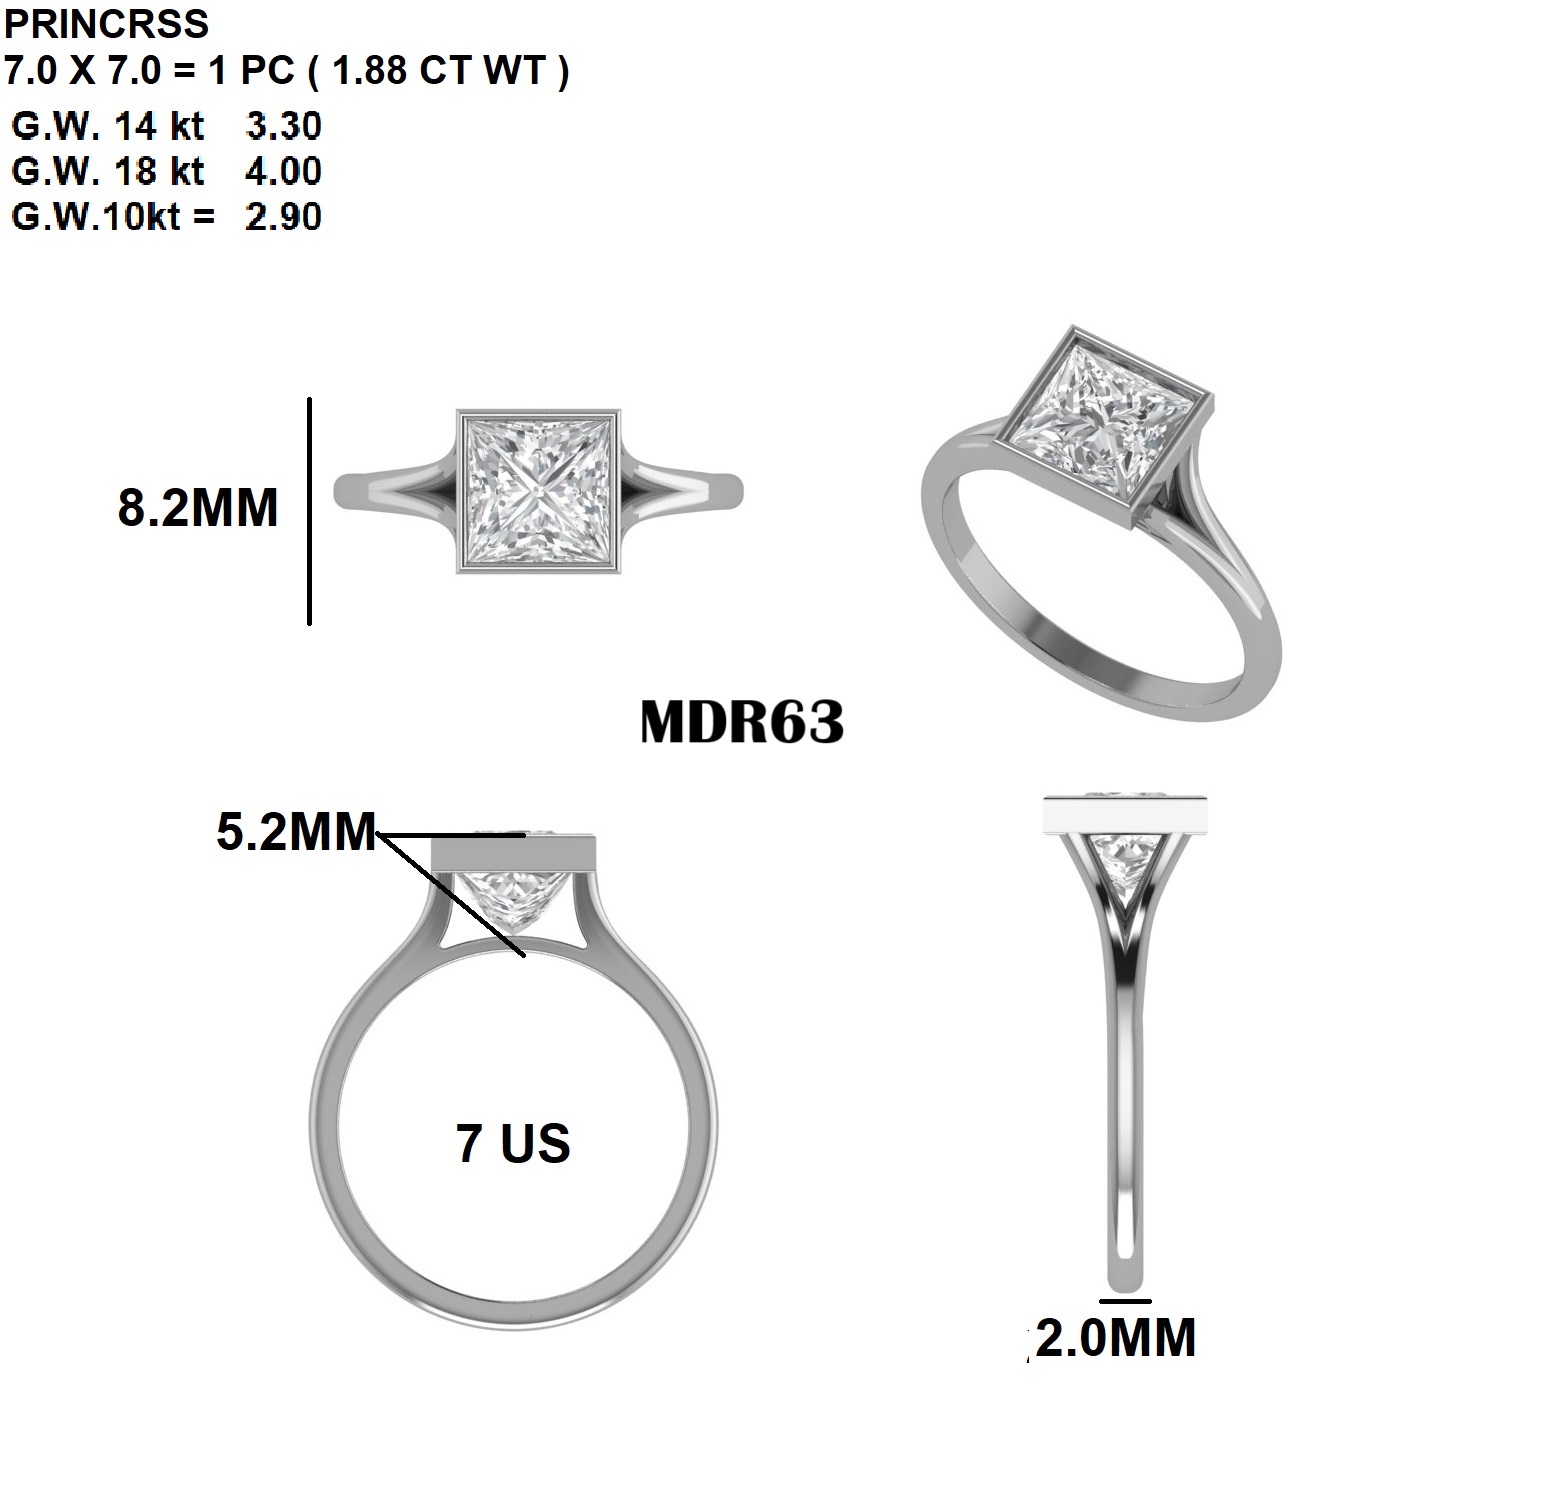 PRINCRSS
7.0 X 7.0 = 1 PC ( 1.88 CT WT )
G.W. 14 kt 3.30
G.W. 18 kt 4.00
G.W.10kt = 2.90
8.2MM
MDR63
5.2MM
7 US
2.0MM